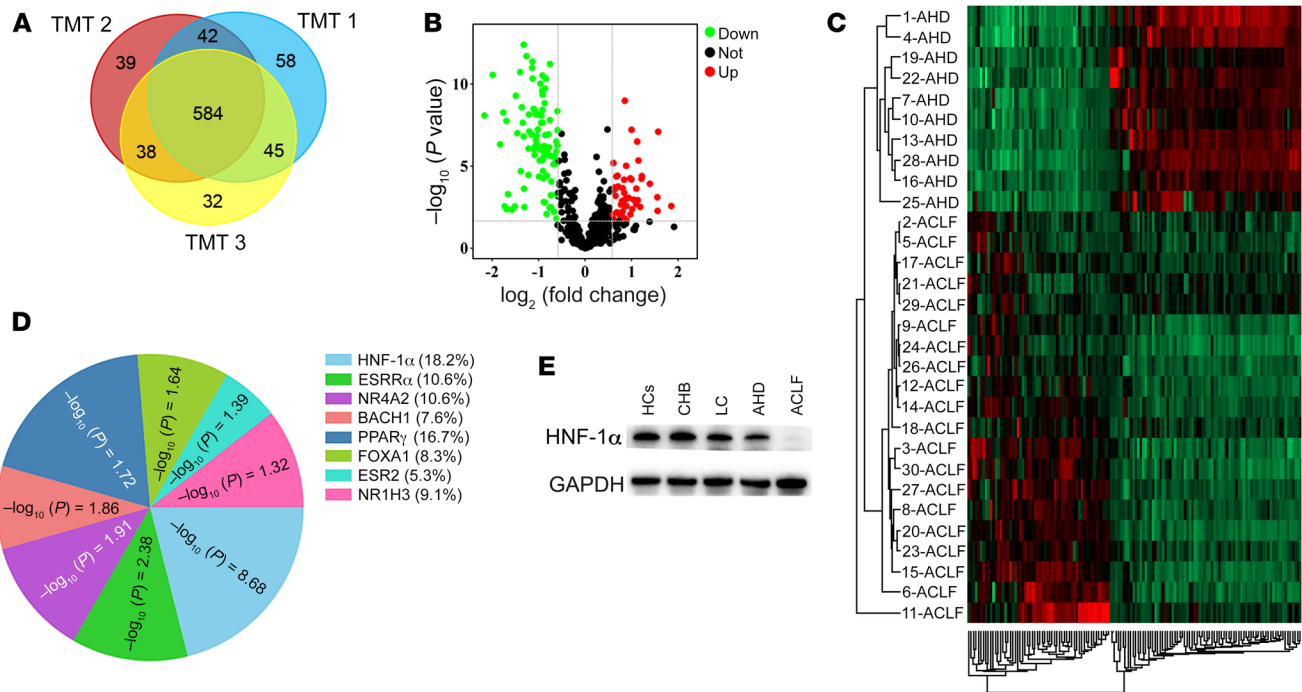 A
TMT 2
TMT 1
42
39
58
584
38
45
32
TMT 3
B
Down
Not
Up
10
5
0
–log10 (P value)
-2
-1
0
1
2
log2 (fold change)
C
1-AHD
4-AHD
19-AHD
22-AHD
7-AHD
10-AHD
13-AHD
28-AHD
16-AHD
25-AHD
2-ACLF
5-ACLF
17-ACLF
21-ACLF
29-ACLF
9-ACLF
24-ACLF
26-ACLF
12-ACLF
14-ACLF
18-ACLF
3-ACLF
30-ACLF
27-ACLF
8-ACLF
20-ACLF
23-ACLF
15-ACLF
6-ACLF
11-ACLF
D
–log10 (P) = 1.64
–log10 (P) = 1.39
–log10 (P) = 1.72
–log10 (P) = 1.32
–log10 (P) = 1.86
–log10 (P) = 1.91
–log10 (P) = 2.38
–log10 (P) = 8.68
HNF-1α (18.2%)
ESRRα (10.6%)
NR4A2 (10.6%)
BACH1 (7.6%)
PPARγ (16.7%)
FOXA1 (8.3%)
ESR2 (5.3%)
NR1H3 (9.1%)
E
HCs
CHB
LC
AHD
ACLF
HNF-1α
GAPDH